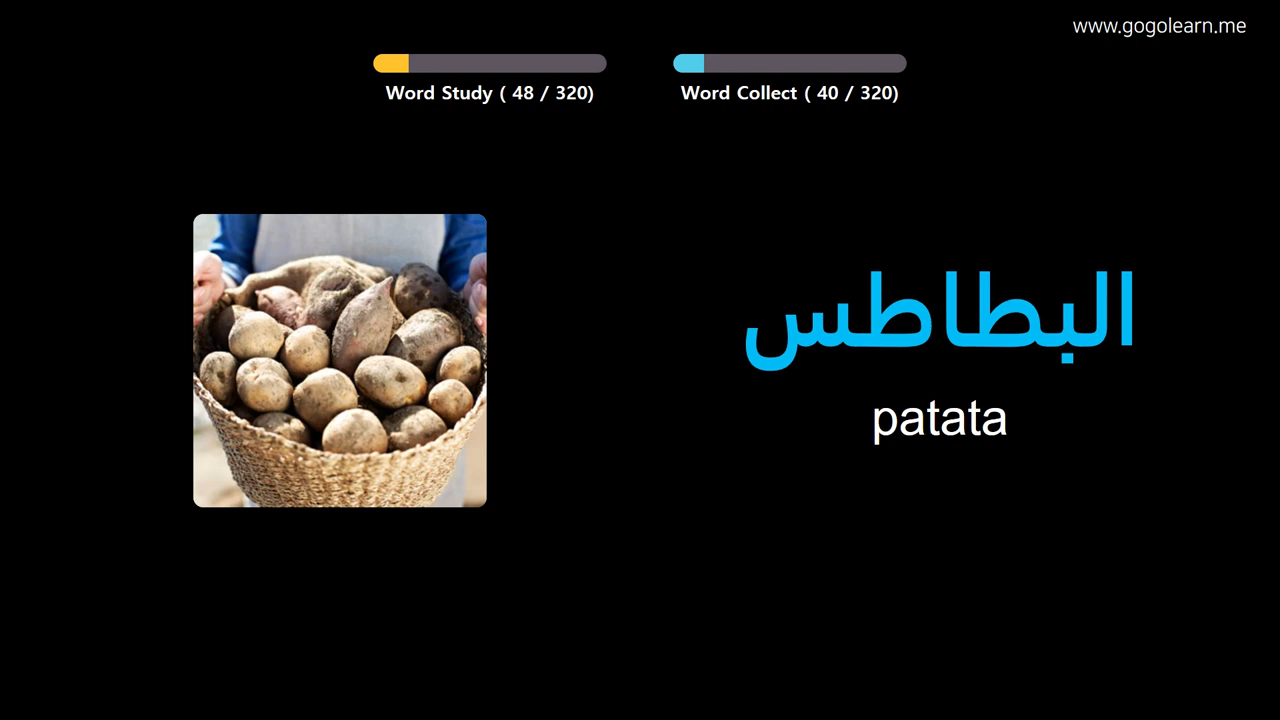 www.gogolearn.me
Word Study ( 48 / 320)
Word Collect ( 40 / 320)
البطاطس
patata